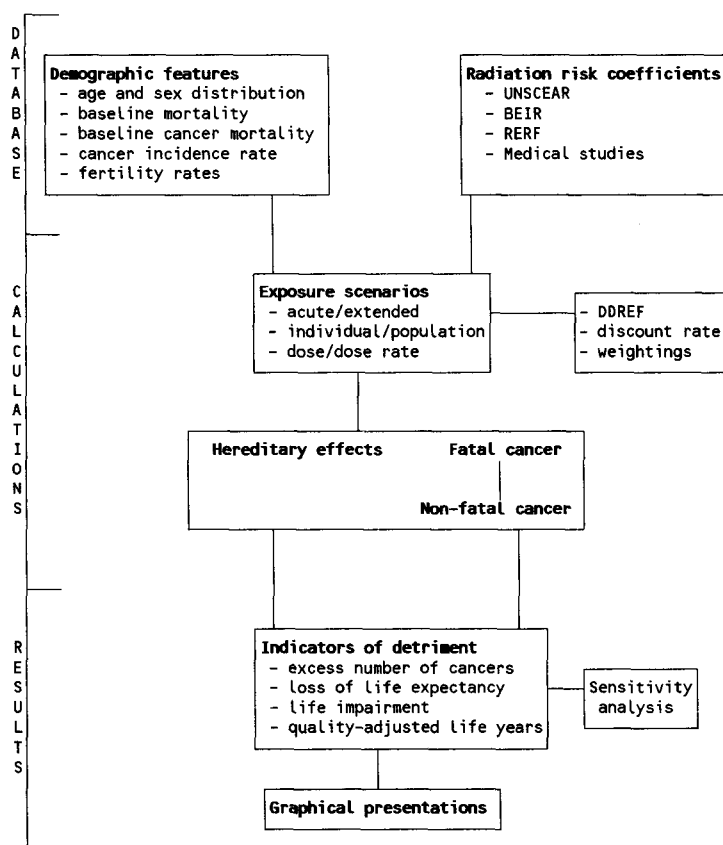 DATABASE
Demographic features
- age and sex distribution
- baseline mortality
- baseline cancer mortality
- cancer incidence rate
- fertility rates
Radiation risk coefficients
- UNSCEAR
- BEIR
- RERF
- Medical studies
CALCULATIONS
Exposure scenarios
- acute/extended
- individual/population
- dose/dose rate
- DDREF
- discount rate
- weightings
Hereditary effects
Fatal cancer
Non-fatal cancer
RESULTS
Indicators of detriment
- excess number of cancers
- loss of life expectancy
- life impairment
- quality-adjusted life years
Sensitivity
analysis
Graphical presentations